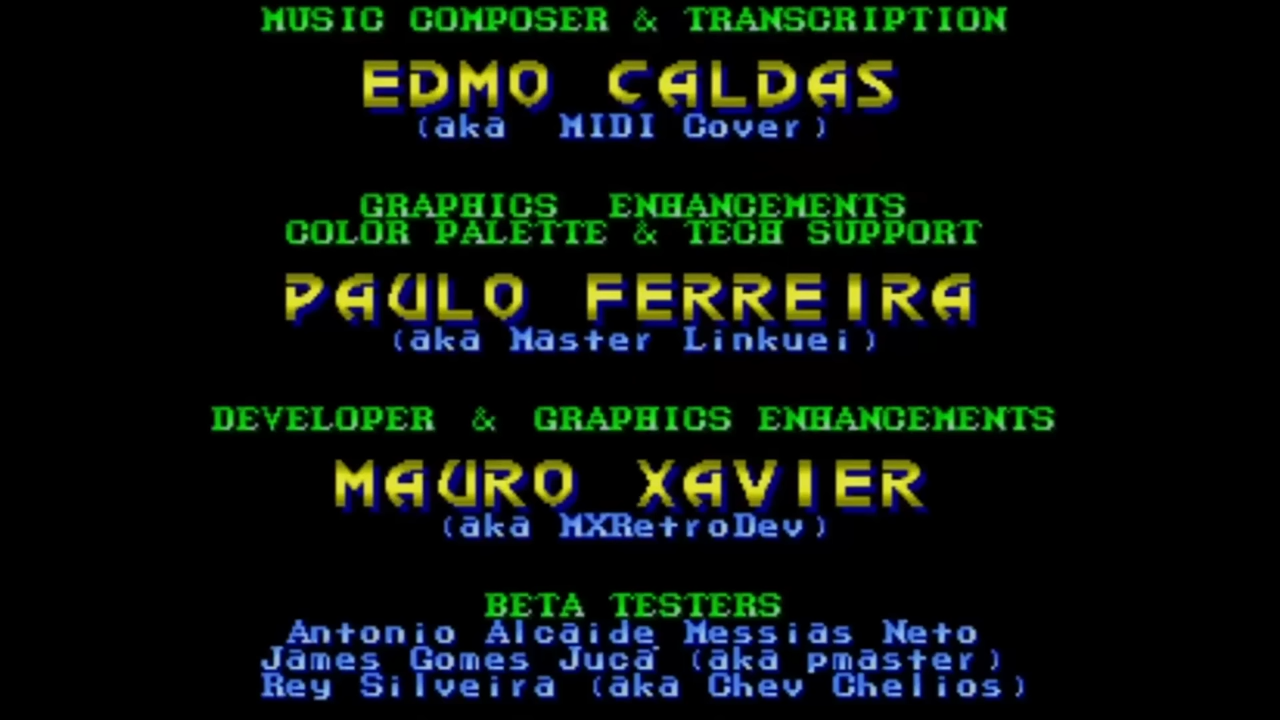 MUSIC COMPOSER & TRANSCRIPTION
EDMO CALDAS
(aka MIDI Cover)
GRAPHICS ENHANCEMENTS
COLOR PALETTE & TECH SUPPORT
PAULO FERREIRA
(aka Master Linkuei)
DEVELOPER & GRAPHICS ENHANCEMENTS
MAURO XAVIER
(aka MXRetroDev)
BETA TESTERS
Antonio Alcaide Messias Neto
James Gomes Juca (aka pmaster)
Rey Silveira (aka Chev Chelios)